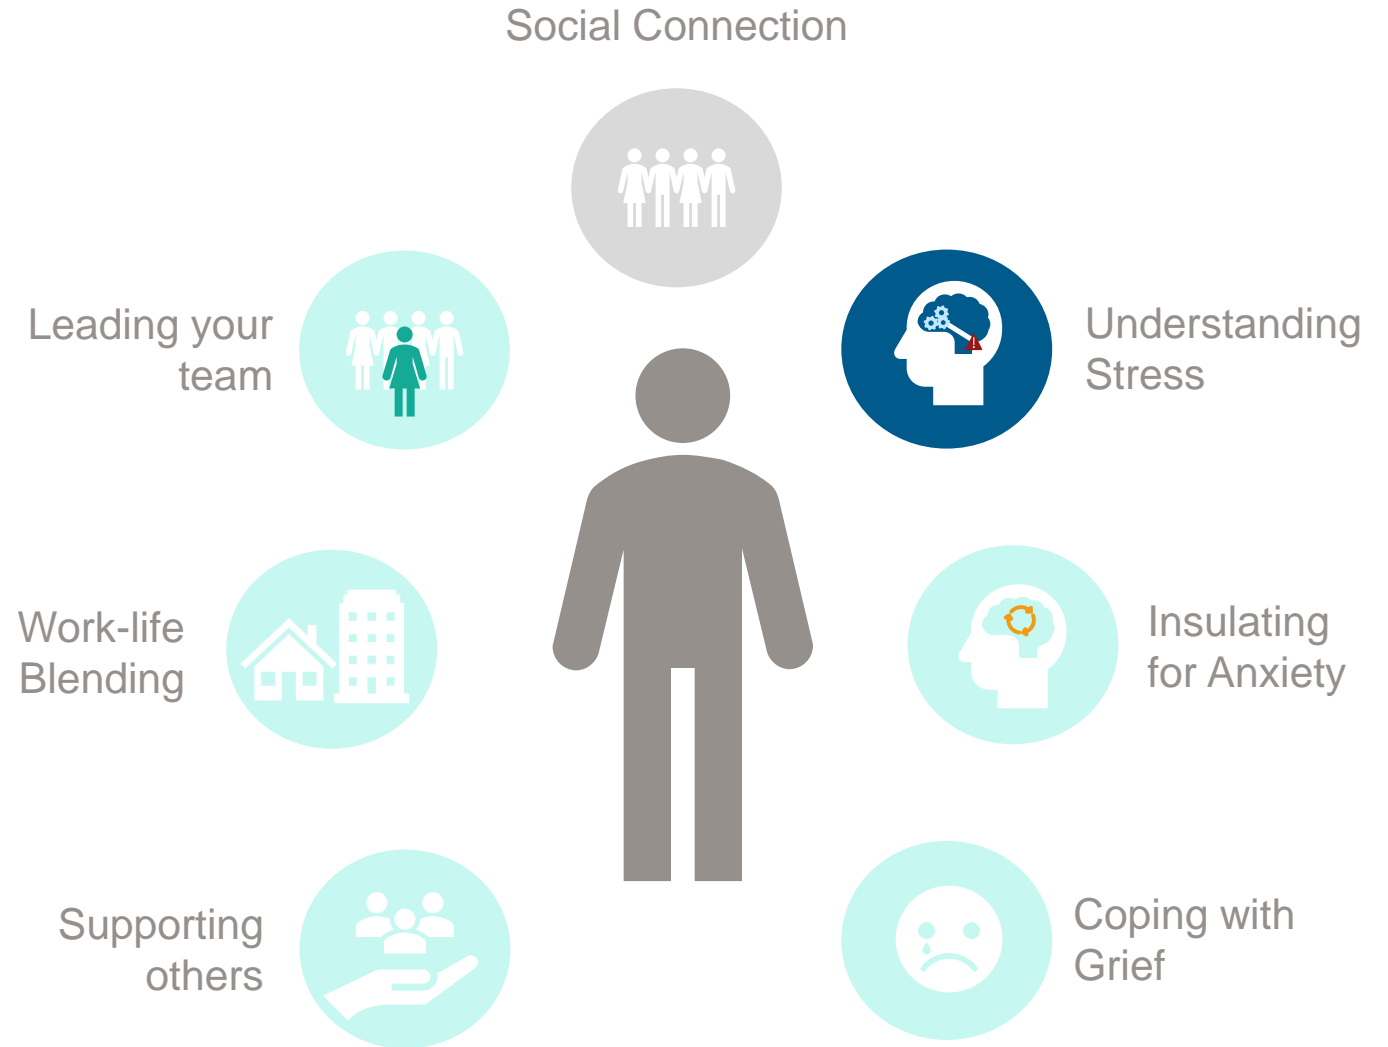 Social Connection
Leading your
team
Understanding
Stress
Work-life
Blending
Insulating
for Anxiety
Supporting
others
Coping with
Grief